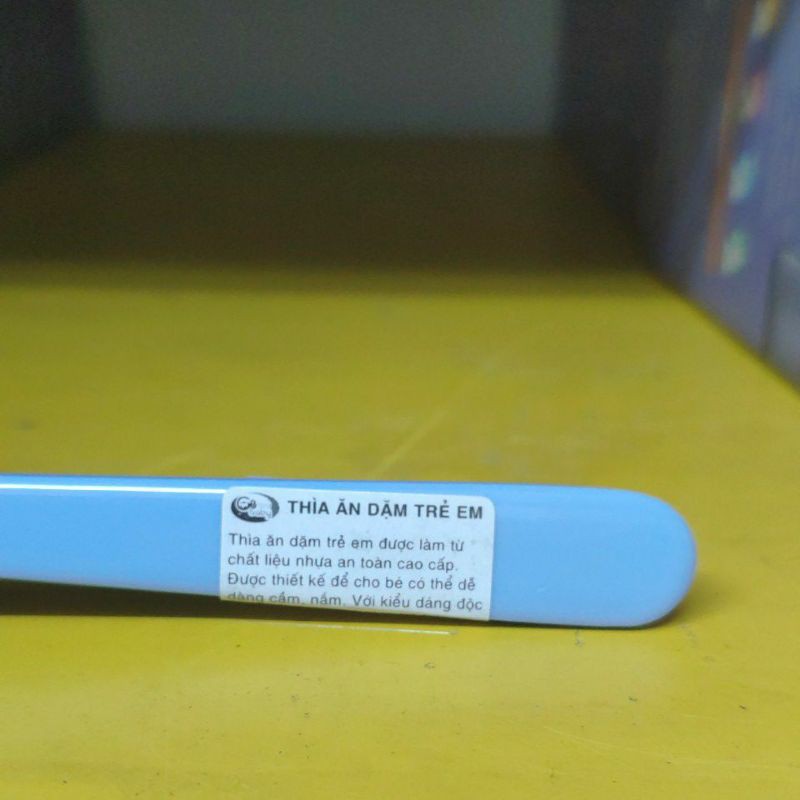 THÌA ĂN DẶM TRẺ EM
Thìa ăn dặm trẻ em được làm từ
chất liệu nhựa an toàn cao cấp.
Được thiết kế để cho bé có thể dễ
dàng cầm, nắm. Với kiểu dáng độc